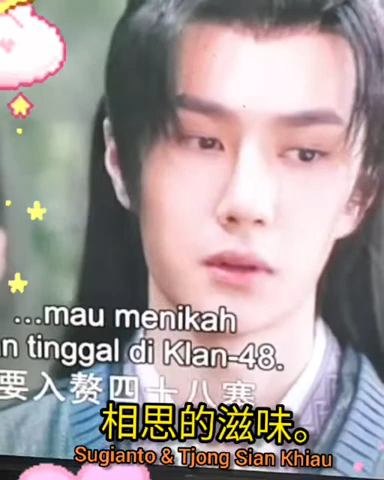 ...mau menikah
n tinggal di Klan-48.
要入赘四十八寨
相思的滋味。
Sugianto & Tjong Sian Khiau